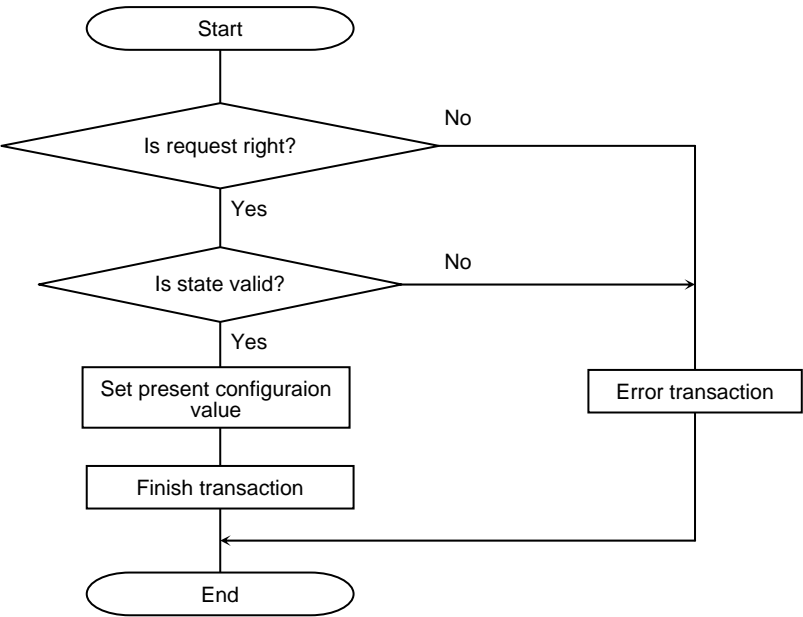 Start
No
Is request right?
Yes
No
Is state valid?
Yes
Set present configuraion
value
Error transaction
Finish transaction
End